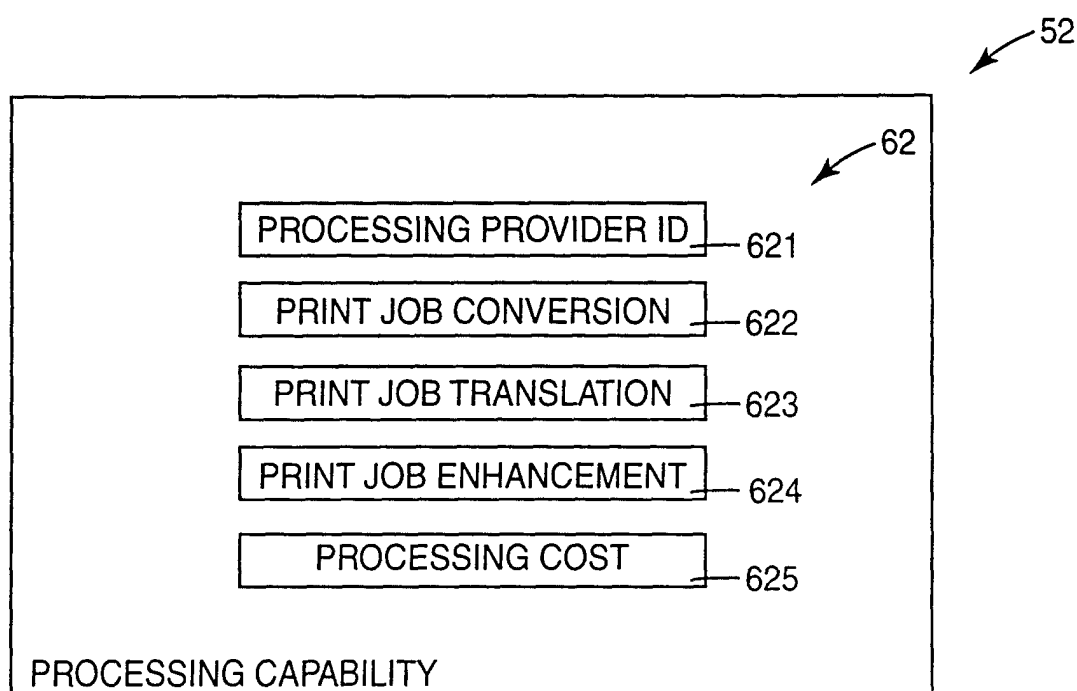 52
62
PROCESSING PROVIDER ID
621
PRINT JOB CONVERSION
622
PRINT JOB TRANSLATION
623
PRINT JOB ENHANCEMENT
624
PROCESSING COST
625
PROCESSING CAPABILITY